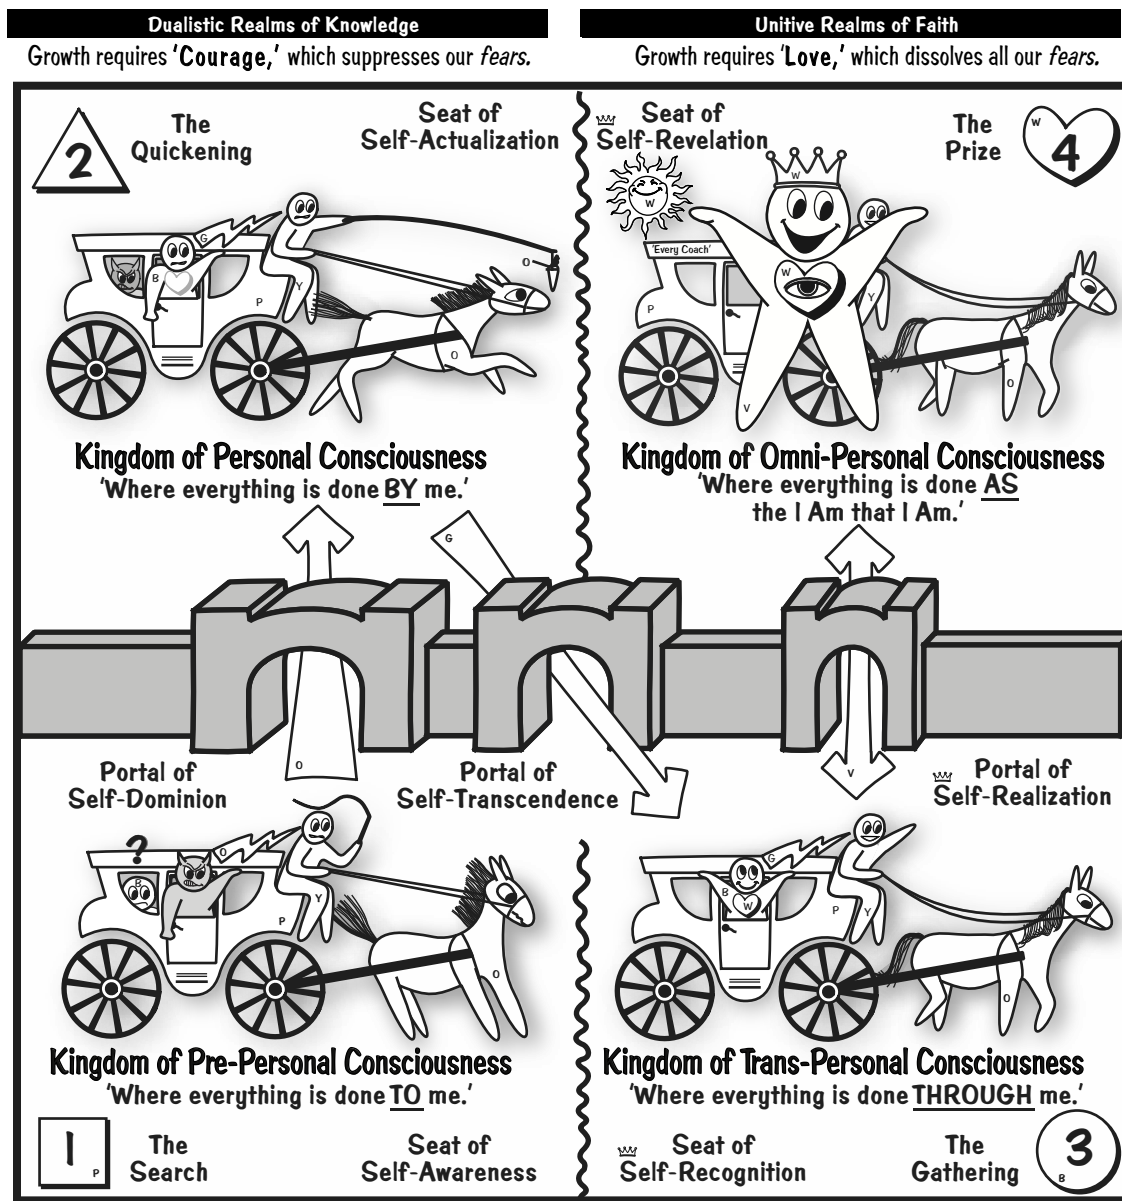 Dualistic Realms of Knowledge
Growth requires 'Courage,' which suppresses our fears.
Unitive Realms of Faith
Growth requires 'Love,' which dissolves all our fears.
2
The
Quickening
Seat of
Self-Actualization
G
B
P
Y
O
O
Kingdom of Personal Consciousness
'Where everything is done BY me.'
Seat of
Self-Revelation
The
Prize
W
4
W
W
'Every Coach'
W
P
Y
V
O
Kingdom of Omni-Personal Consciousness
'Where everything is done AS
the I Am that I Am.'
G
O
V
Portal of
Self-Dominion
Portal of
Self-Transcendence
Portal of
Self-Realization
?
B
O
P
Y
O
Kingdom of Pre-Personal Consciousness
'Where everything is done TO me.'
1
P
The
Search
Seat of
Self-Awareness
G
B
W
P
Y
O
Kingdom of Trans-Personal Consciousness
'Where everything is done THROUGH me.'
Seat of
Self-Recognition
The
Gathering
3
B